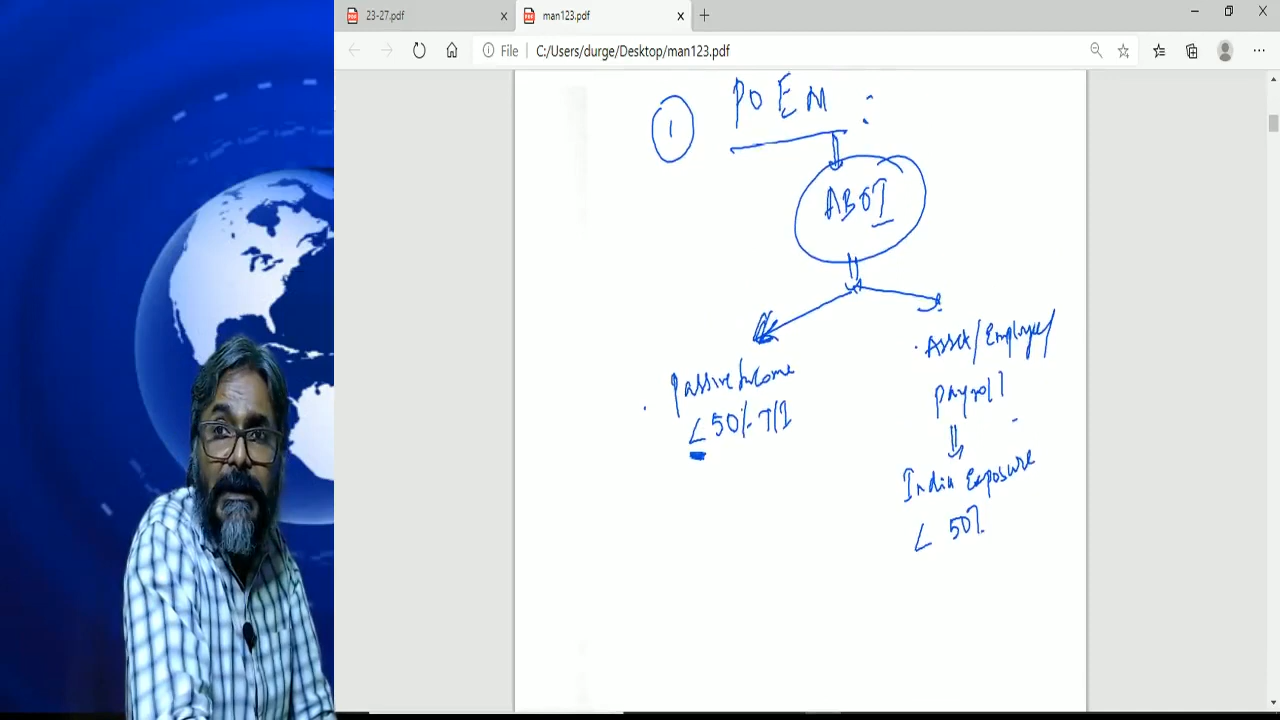 23-27.pdf
man123.pdf
File
C:/Users/durge/Desktop/man123.pdf
1 POEM :
ABOI
Passive Income
< 50% T/I
Asset/Employee/
payroll
India Exposure
< 50%